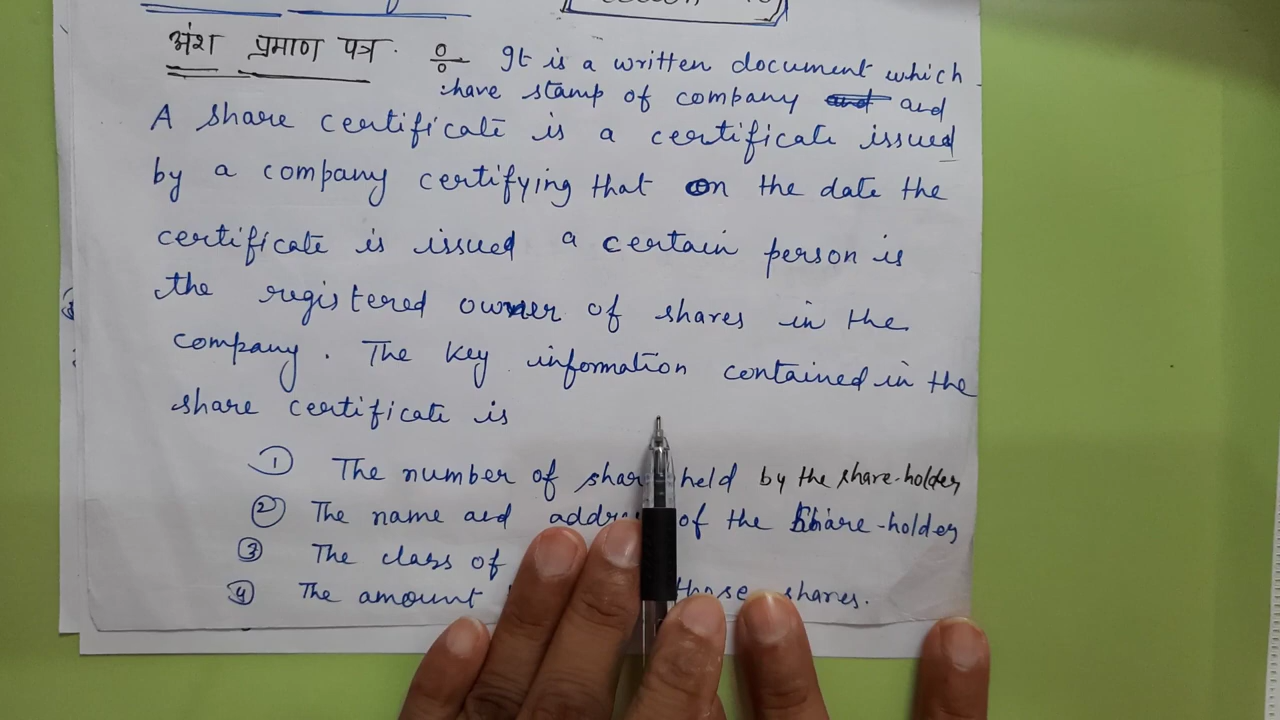 अंश प्रमाण पत्र. ÷ It is a written document which
have stamp of company and
A share certificate is a certificate issued
by a company certifying that on the date the
certificate is issued a certain person is
the registered owner of shares in the
company. The key information contained in the
share certificate is
① The number of held by the share-holder
② The name and of the share-holder
③ The class of
④ The amount those shares.